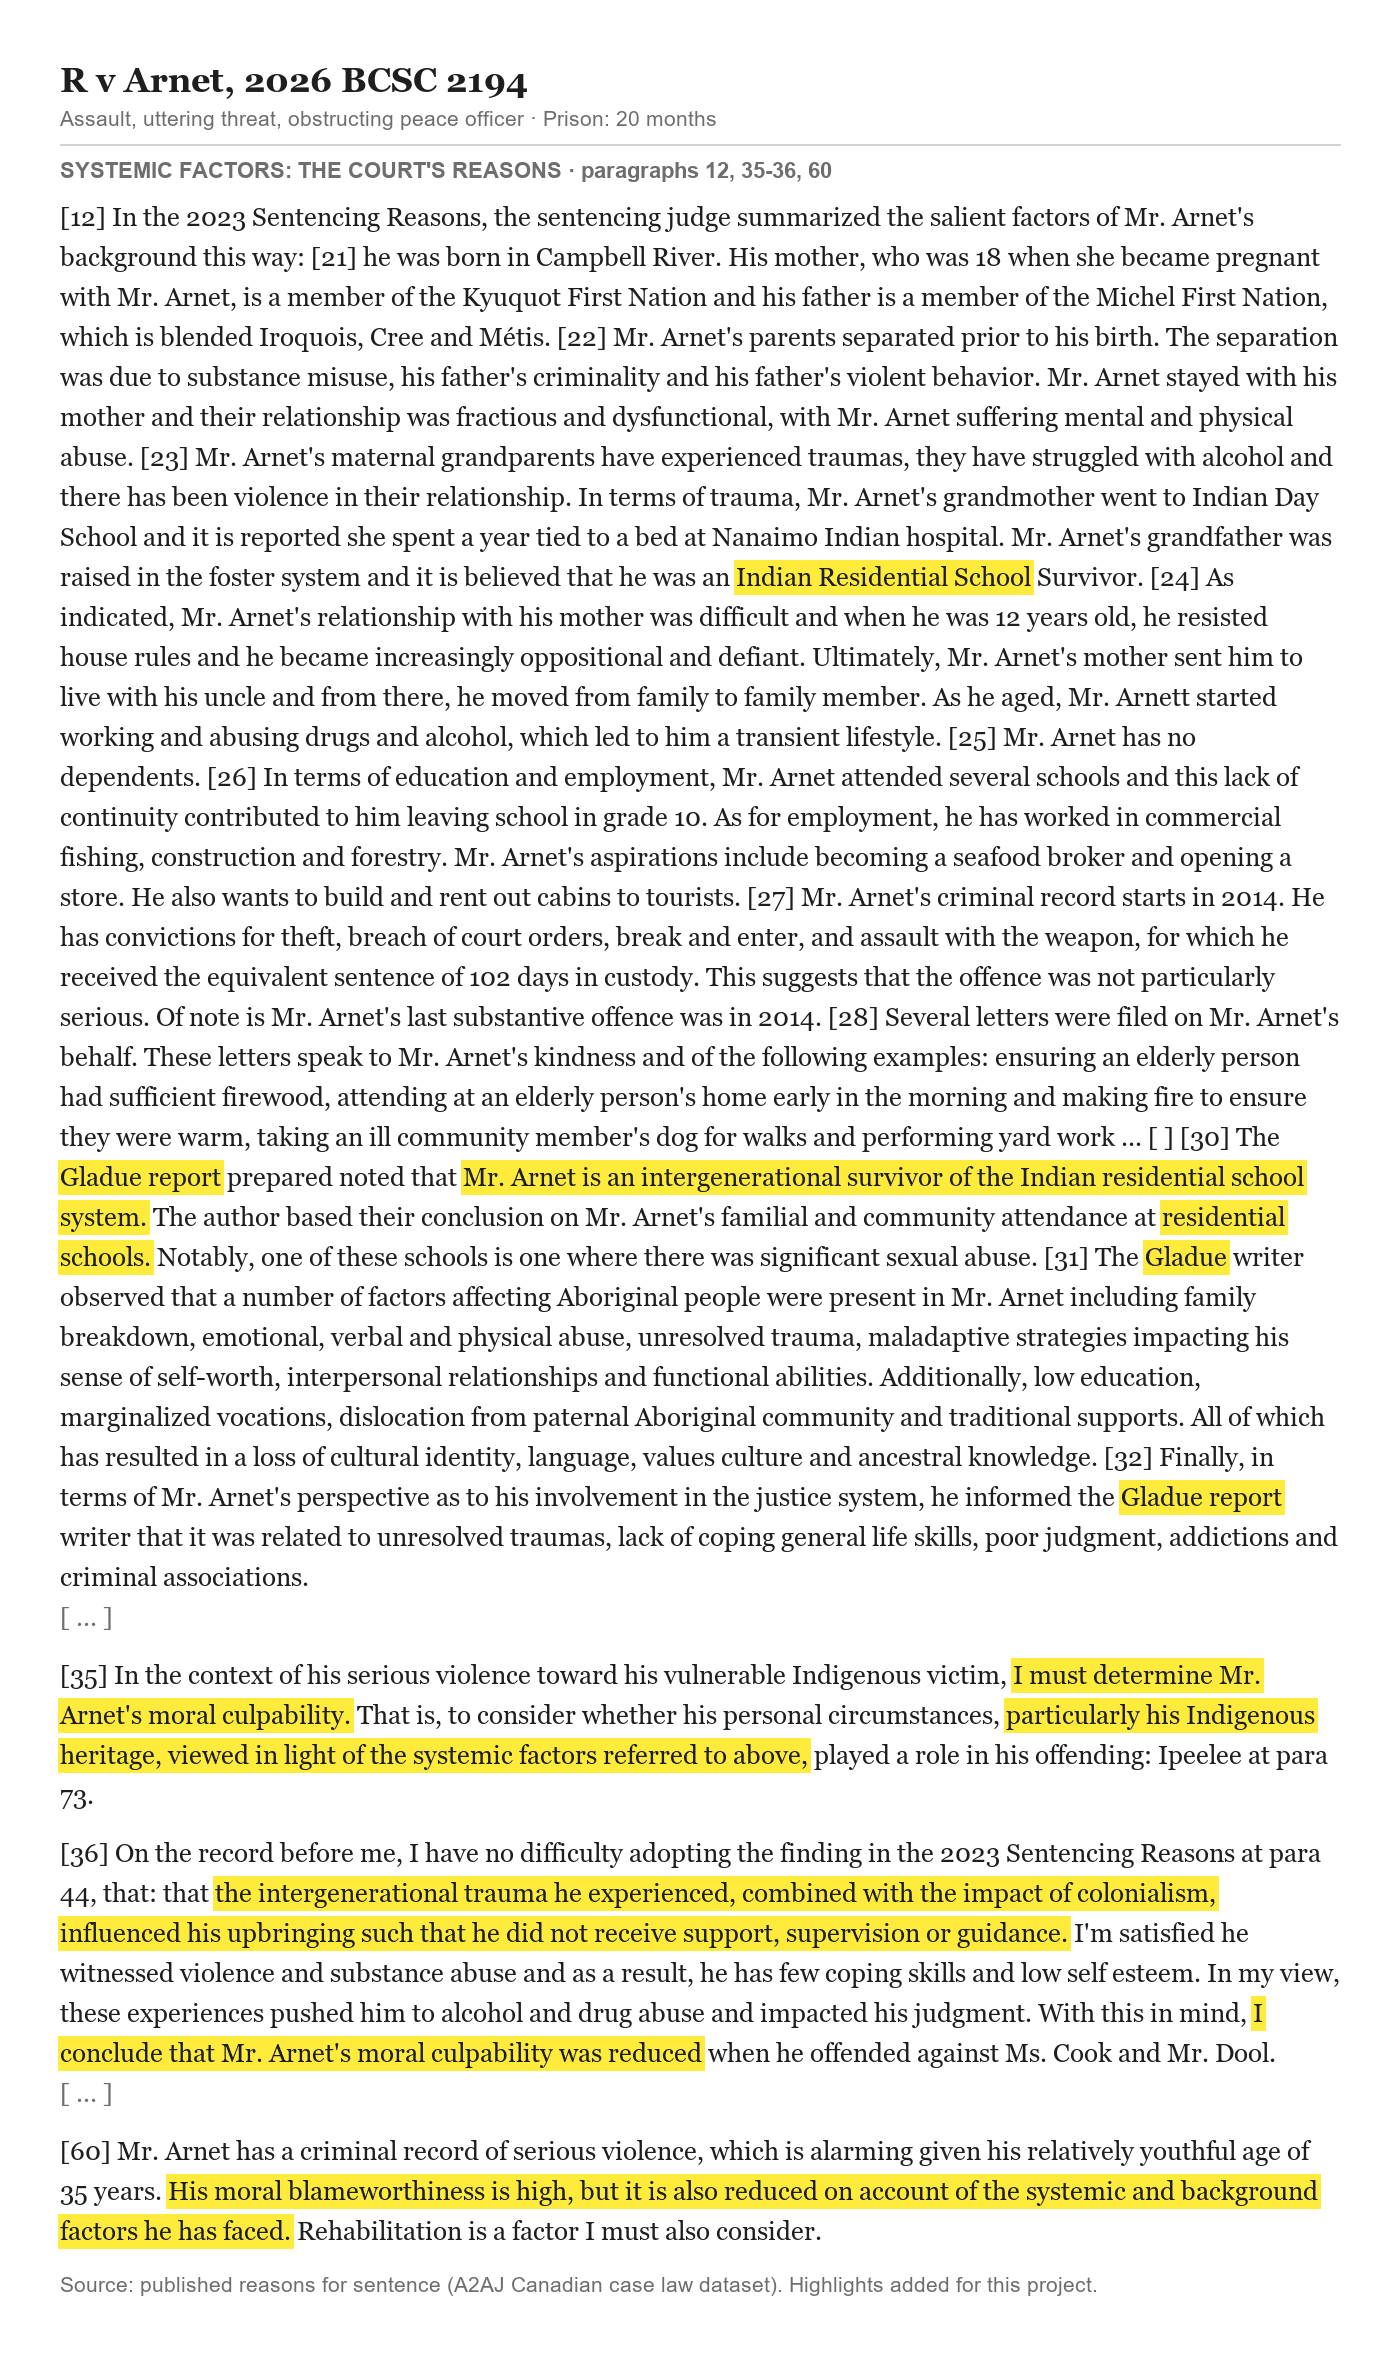 R v Arnet, 2026 BCSC 2194
Assault, uttering threat, obstructing peace officer · Prison: 20 months
SYSTEMIC FACTORS: THE COURT'S REASONS · paragraphs 12, 35-36, 60
[12] In the 2023 Sentencing Reasons, the sentencing judge summarized the salient factors of Mr. Arnet's
background this way: [21] he was born in Campbell River. His mother, who was 18 when she became pregnant
with Mr. Arnet, is a member of the Kyuquot First Nation and his father is a member of the Michel First Nation,
which is blended Iroquois, Cree and Métis. [22] Mr. Arnet's parents separated prior to his birth. The separation
was due to substance misuse, his father's criminality and his father's violent behavior. Mr. Arnet stayed with his
mother and their relationship was fractious and dysfunctional, with Mr. Arnet suffering mental and physical
abuse. [23] Mr. Arnet's maternal grandparents have experienced traumas, they have struggled with alcohol and
there has been violence in their relationship. In terms of trauma, Mr. Arnet's grandmother went to Indian Day
School and it is reported she spent a year tied to a bed at Nanaimo Indian hospital. Mr. Arnet's grandfather was
raised in the foster system and it is believed that he was an Indian Residential School Survivor. [24] As
indicated, Mr. Arnet's relationship with his mother was difficult and when he was 12 years old, he resisted
house rules and he became increasingly oppositional and defiant. Ultimately, Mr. Arnet's mother sent him to
live with his uncle and from there, he moved from family to family member. As he aged, Mr. Arnett started
working and abusing drugs and alcohol, which led to him a transient lifestyle. [25] Mr. Arnet has no
dependents. [26] In terms of education and employment, Mr. Arnet attended several schools and this lack of
continuity contributed to him leaving school in grade 10. As for employment, he has worked in commercial
fishing, construction and forestry. Mr. Arnet's aspirations include becoming a seafood broker and opening a
store. He also wants to build and rent out cabins to tourists. [27] Mr. Arnet's criminal record starts in 2014. He
has convictions for theft, breach of court orders, break and enter, and assault with the weapon, for which he
received the equivalent sentence of 102 days in custody. This suggests that the offence was not particularly
serious. Of note is Mr. Arnet's last substantive offence was in 2014. [28] Several letters were filed on Mr. Arnet's
behalf. These letters speak to Mr. Arnet's kindness and of the following examples: ensuring an elderly person
had sufficient firewood, attending at an elderly person's home early in the morning and making fire to ensure
they were warm, taking an ill community member's dog for walks and performing yard work ... [ ] [30] The
Gladue report prepared noted that Mr. Arnet is an intergenerational survivor of the Indian residential school
system. The author based their conclusion on Mr. Arnet's familial and community attendance at residential
schools. Notably, one of these schools is one where there was significant sexual abuse. [31] The Gladue writer
observed that a number of factors affecting Aboriginal people were present in Mr. Arnet including family
breakdown, emotional, verbal and physical abuse, unresolved trauma, maladaptive strategies impacting his
sense of self-worth, interpersonal relationships and functional abilities. Additionally, low education,
marginalized vocations, dislocation from paternal Aboriginal community and traditional supports. All of which
has resulted in a loss of cultural identity, language, values culture and ancestral knowledge. [32] Finally, in
terms of Mr. Arnet's perspective as to his involvement in the justice system, he informed the Gladue report
writer that it was related to unresolved traumas, lack of coping general life skills, poor judgment, addictions and
criminal associations.
[ ... ]
[35] In the context of his serious violence toward his vulnerable Indigenous victim, I must determine Mr.
Arnet's moral culpability. That is, to consider whether his personal circumstances, particularly his Indigenous
heritage, viewed in light of the systemic factors referred to above, played a role in his offending: Ipeelee at para
73.
[36] On the record before me, I have no difficulty adopting the finding in the 2023 Sentencing Reasons at para
44, that: that the intergenerational trauma he experienced, combined with the impact of colonialism,
influenced his upbringing such that he did not receive support, supervision or guidance. I'm satisfied he
witnessed violence and substance abuse and as a result, he has few coping skills and low self esteem. In my view,
these experiences pushed him to alcohol and drug abuse and impacted his judgment. With this in mind, I
conclude that Mr. Arnet's moral culpability was reduced when he offended against Ms. Cook and Mr. Dool.
[ ... ]
[60] Mr. Arnet has a criminal record of serious violence, which is alarming given his relatively youthful age of
35 years. His moral blameworthiness is high, but it is also reduced on account of the systemic and background
factors he has faced. Rehabilitation is a factor I must also consider.
Source: published reasons for sentence (A2AJ Canadian case law dataset). Highlights added for this project.